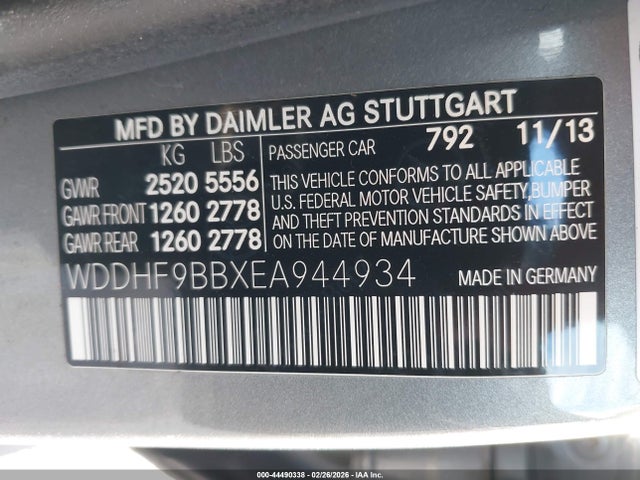 MFD BY DAIMLER AG STUTTGART
KG LBS PASSENGER CAR 792 11/13
GVWR 2520 5556
GAWR FRONT 1260 2778
GAWR REAR 1260 2778
THIS VEHICLE CONFORMS TO ALL APPLICABLE
U.S. FEDERAL MOTOR VEHICLE SAFETY,BUMPER
AND THEFT PREVENTION STANDARDS IN EFFECT
ON DATE OF MANUFACTURE SHOWN ABOVE
WDDHF9BBXEA944934 MADE IN GERMANY
000-44490338 - 02/26/2026 - IAA Inc.